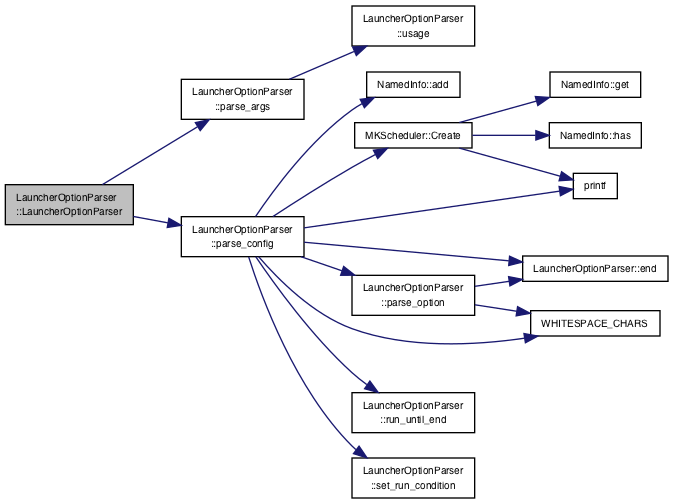 LauncherOptionParser
::LauncherOptionParser
LauncherOptionParser
::parse_args
LauncherOptionParser
::usage
LauncherOptionParser
::parse_config
NamedInfo::add
MKScheduler::Create
NamedInfo::get
NamedInfo::has
printf
LauncherOptionParser::end
LauncherOptionParser
::parse_option
WHITESPACE_CHARS
LauncherOptionParser
::run_until_end
LauncherOptionParser
::set_run_condition